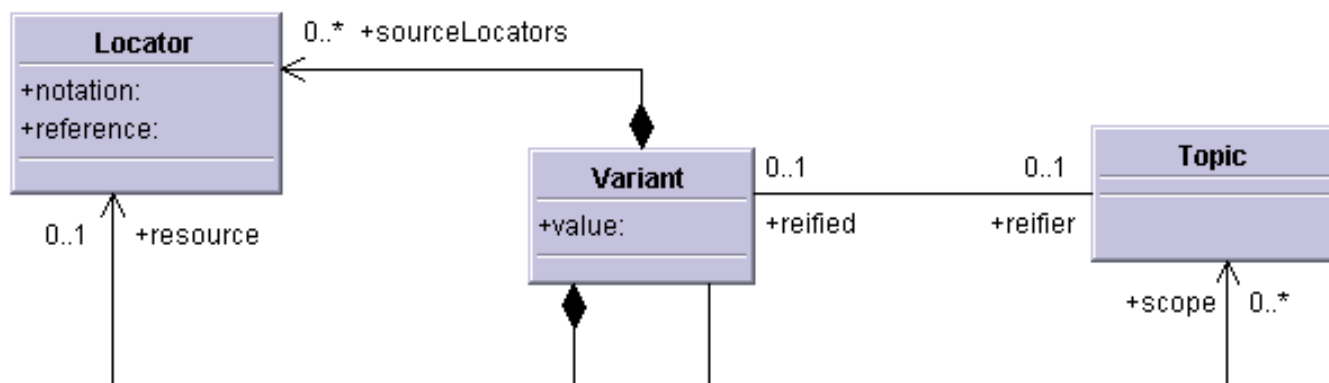 Locator
+notation:
+reference:
0..* +sourceLocators
Variant
+value:
0..1
+reified
0..1
+reifier
Topic
0..1 +resource
+scope 0..*